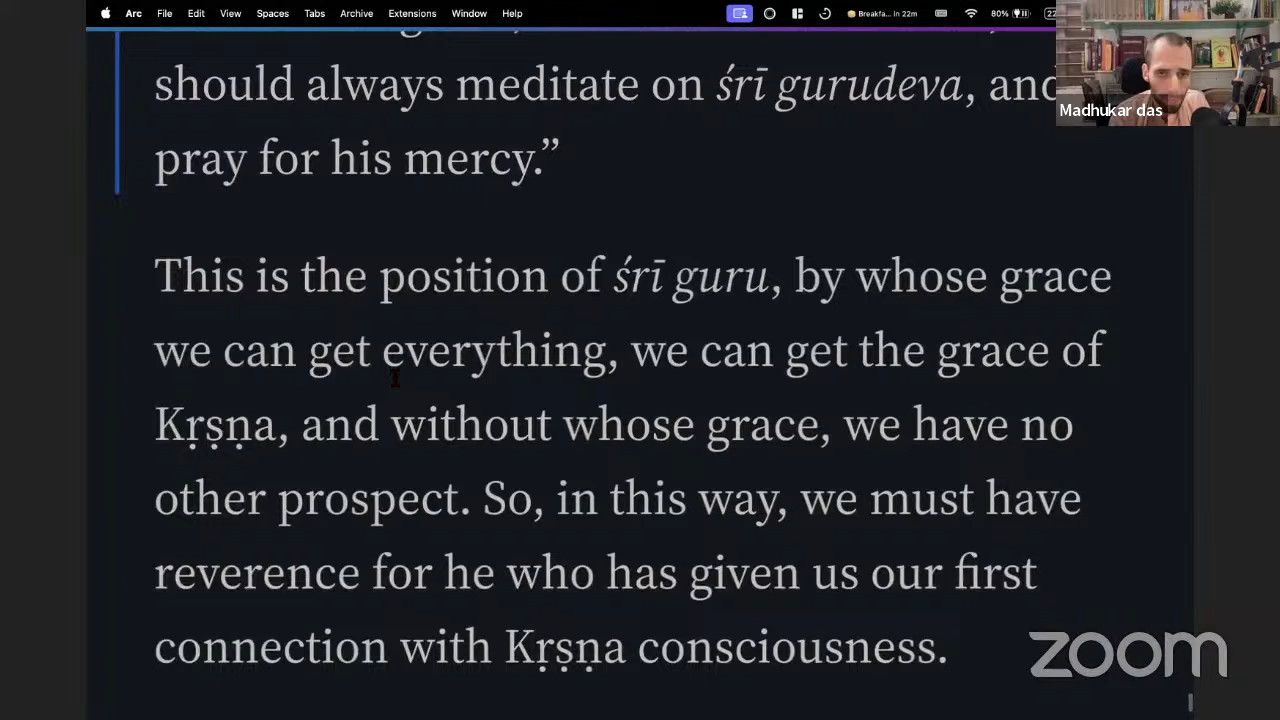 Arc File Edit View Spaces Tabs Archive Extensions Window Help Breakfa... in 22m 80%
Madhukar das
should always meditate on śrī gurudeva, and
pray for his mercy.”
This is the position of śrī guru, by whose grace
we can get everything, we can get the grace of
Kṛṣṇa, and without whose grace, we have no
other prospect. So, in this way, we must have
reverence for he who has given us our first
connection with Kṛṣṇa consciousness.
zoom